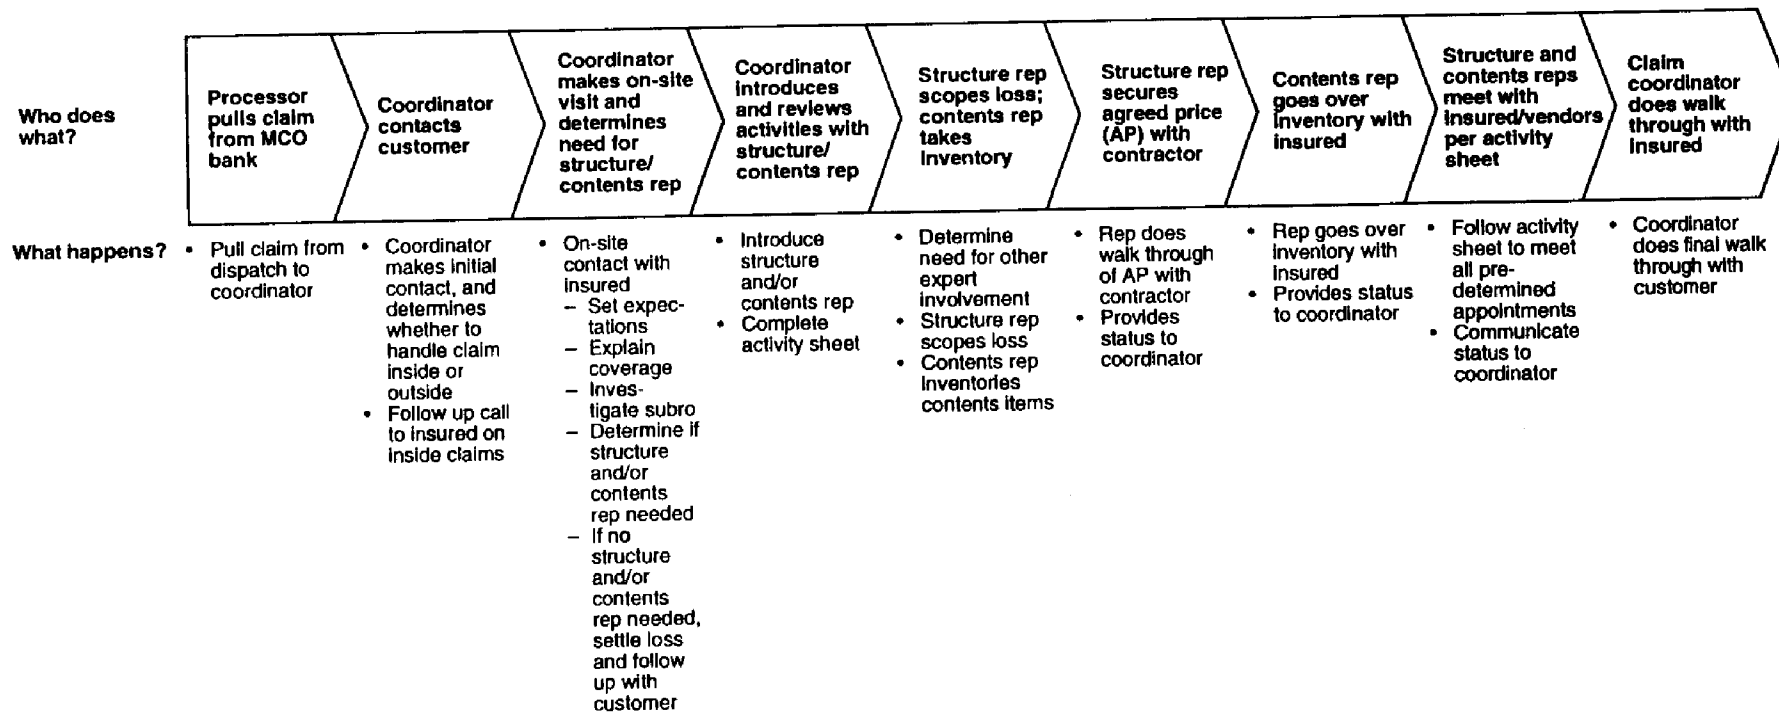 Who does
what?
Processor
pulls claim
from MCO
bank
Coordinator
contacts
customer
Coordinator
makes on-site
visit and
determines
need for
structure/
contents rep
Coordinator
introduces
and reviews
activities with
structure/
contents rep
Structure rep
scopes loss;
contents rep
takes
inventory
Structure rep
secures
agreed price
(AP) with
contractor
Contents rep
goes over
inventory with
insured
Structure and
contents reps
meet with
insured/vendors
per activity
sheet
Claim
coordinator
does walk
through with
insured
What happens?
• Pull claim from
dispatch to
coordinator
• Coordinator
makes initial
contact, and
determines
whether to
handle claim
inside or
outside
• Follow up call
to insured on
inside claims
• On-site
contact with
insured
– Set expec-
tations
– Explain
coverage
– Inves-
tigate subro
– Determine if
structure
and/or
contents
rep needed
– If no
structure
and/or
contents
rep needed,
settle loss
and follow
up with
customer
• Introduce
structure
and/or
contents rep
• Complete
activity sheet
• Determine
need for other
expert
involvement
• Structure rep
scopes loss
• Contents rep
inventories
contents items
• Rep does
walk through
of AP with
contractor
• Provides
status to
coordinator
• Rep goes over
inventory with
insured
• Provides status
to coordinator
• Follow activity
sheet to meet
all pre-
determined
appointments
• Communicate
status to
coordinator
• Coordinator
does final walk
through with
customer